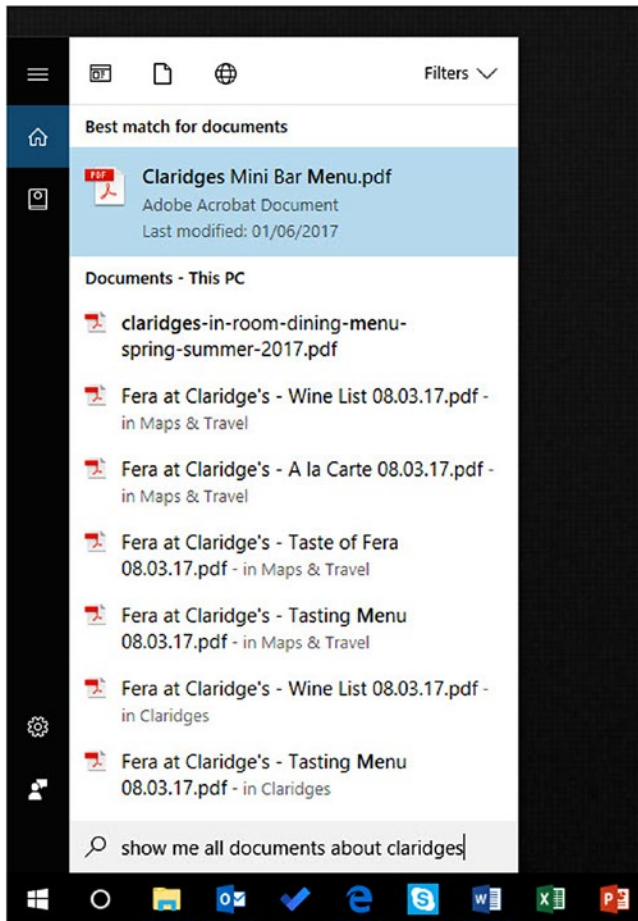 Filters
Best match for documents
PDF
Claridges Mini Bar Menu.pdf
Adobe Acrobat Document
Last modified: 01/06/2017
Documents - This PC
claridges-in-room-dining-menu-
spring-summer-2017.pdf
Fera at Claridge's - Wine List 08.03.17.pdf -
in Maps & Travel
Fera at Claridge's - A la Carte 08.03.17.pdf -
in Maps & Travel
Fera at Claridge's - Taste of Fera
08.03.17.pdf - in Maps & Travel
Fera at Claridge's - Tasting Menu
08.03.17.pdf - in Maps & Travel
Fera at Claridge's - Wine List 08.03.17.pdf -
in Claridges
Fera at Claridge's - Tasting Menu
08.03.17.pdf - in Claridges
show me all documents about claridges